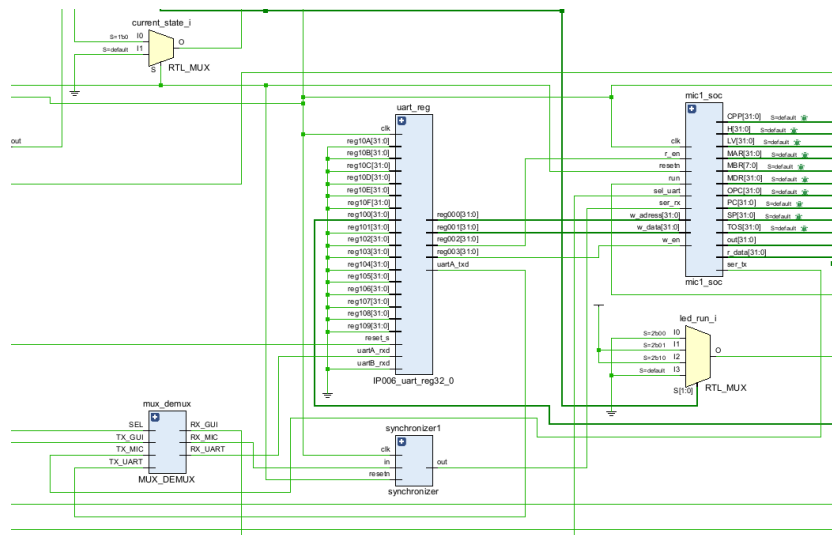 current_state_i
S=1'b0 I0
S=default I1
O
S
RTL_MUX
out
uart_reg
clk
reg10A[31:0]
reg10B[31:0]
reg10C[31:0]
reg10D[31:0]
reg10E[31:0]
reg10F[31:0]
reg100[31:0]
reg101[31:0]
reg102[31:0]
reg103[31:0]
reg104[31:0]
reg105[31:0]
reg106[31:0]
reg107[31:0]
reg108[31:0]
reg109[31:0]
reset_s
uartA_rxd
uartB_rxd
reg000[31:0]
reg001[31:0]
reg002[31:0]
reg003[31:0]
uartA_txd
IP006_uart_reg32_0
mic1_soc
clk
r_en
resetn
run
sel_uart
ser_rx
w_adress[31:0]
w_data[31:0]
w_en
CPP[31:0] S=default
H[31:0] S=default
LV[31:0] S=default
MAR[31:0] S=default
MBR[7:0] S=default
MDR[31:0] S=default
OPC[31:0] S=default
PC[31:0] S=default
SP[31:0] S=default
TOS[31:0] S=default
out[31:0]
r_data[31:0]
ser_tx
mic1_soc
led_run_i
S=2'b00 I0
S=2'b01 I1
S=2'b10 I2
S=default I3
O
S[1:0]
RTL_MUX
mux_demux
SEL
TX_GUI
TX_MIC
TX_UART
RX_GUI
RX_MIC
RX_UART
MUX_DEMUX
synchronizer1
clk
in
resetn
out
synchronizer